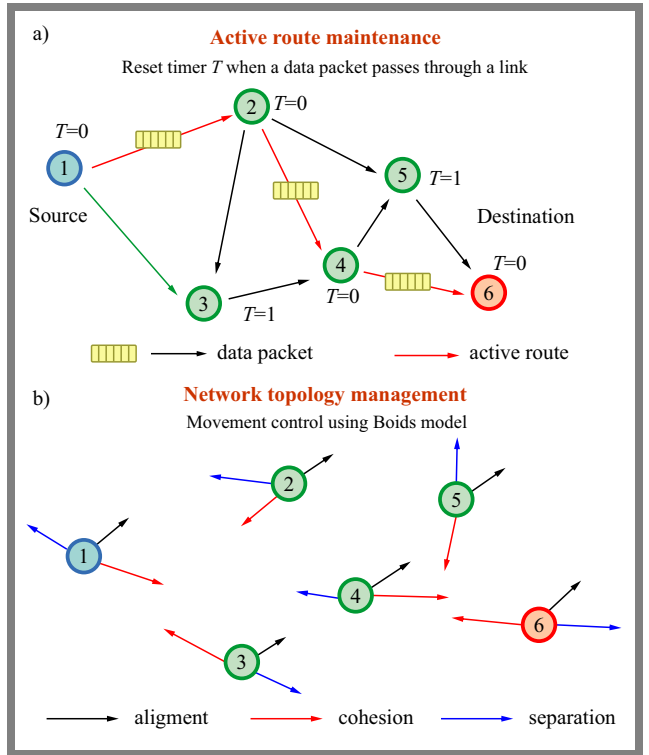 a)
Active route maintenance
Reset timer T when a data packet passes through a link
T=0
1
2
T=0
5
T=1
Source
Destination
3
T=1
4
T=0
T=0
6
data packet
active route
b)
Network topology management
Movement control using Boids model
2
5
1
4
6
3
aligment
cohesion
separation